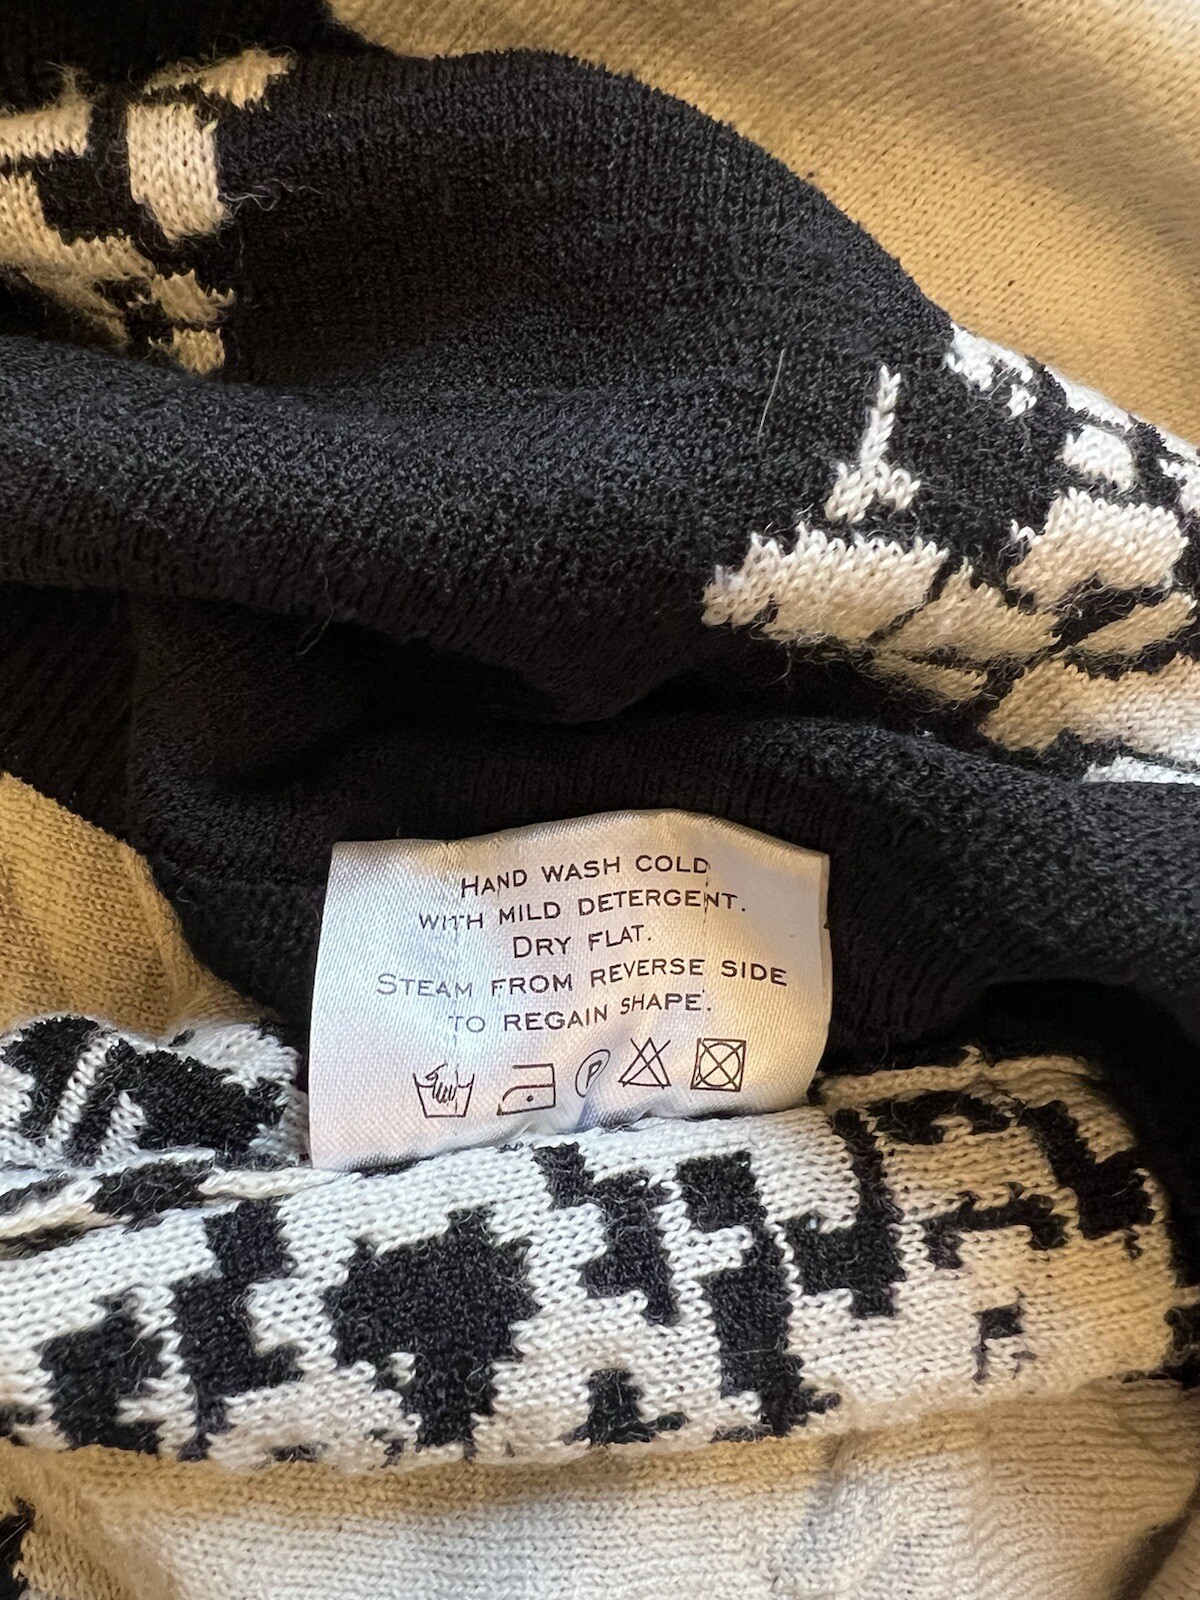 HAND WASH COLD
WITH MILD DETERGENT.
DRY FLAT.
STEAM FROM REVERSE SIDE
TO REGAIN SHAPE.
P